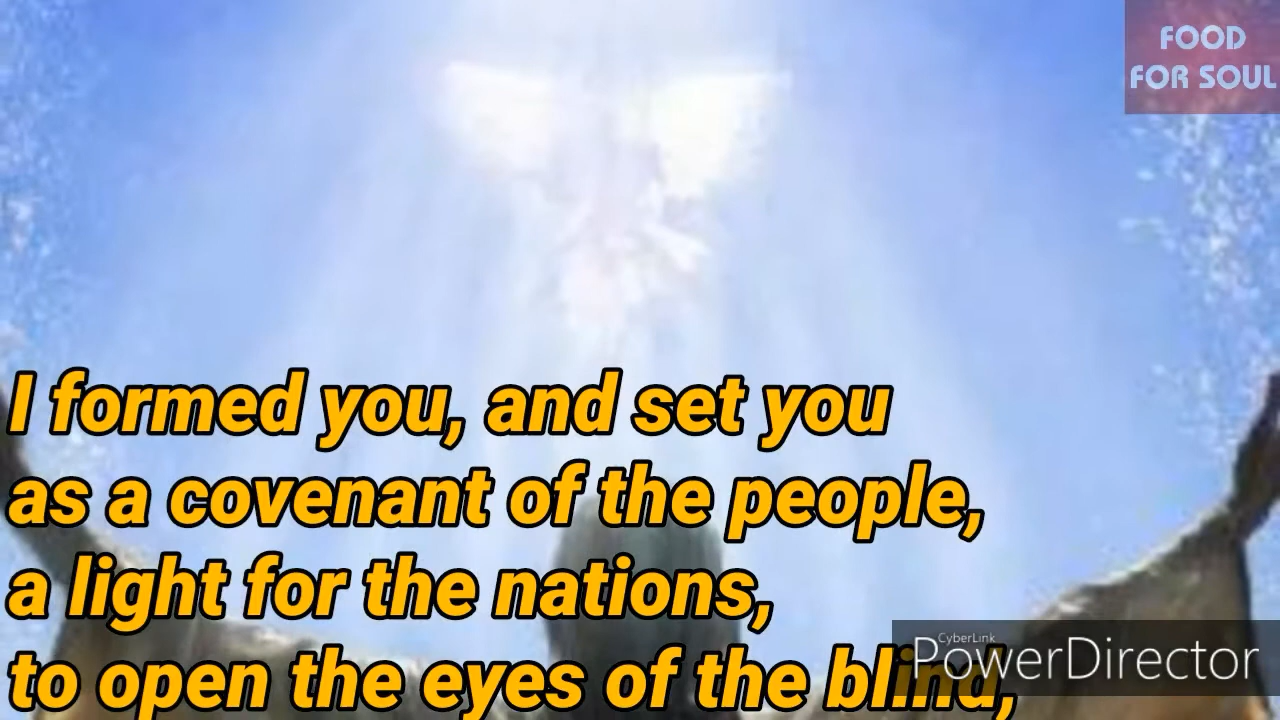 FOOD
FOR SOUL
I formed you, and set you
as a covenant of the people,
a light for the nations,
to open the eyes of the blind,
CyberLink
PowerDirector